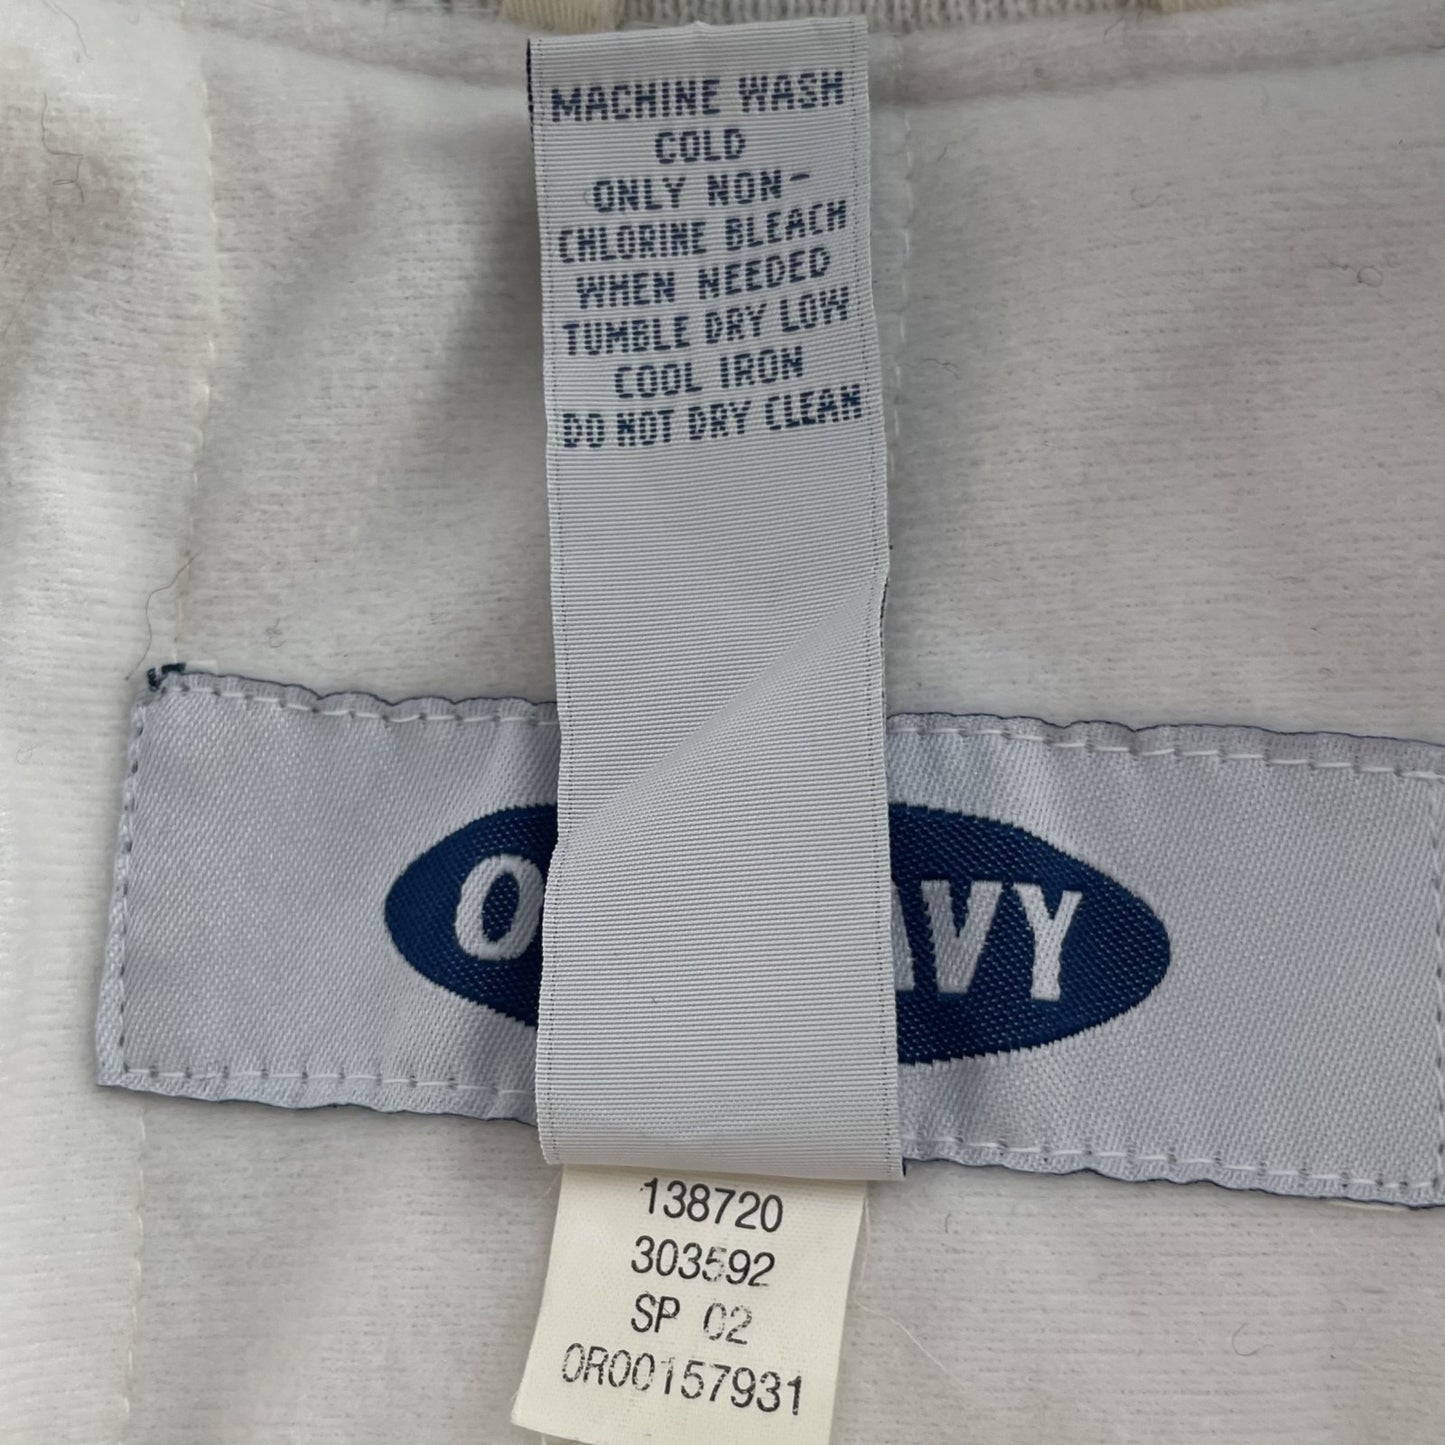 MACHINE WASH
COLD
ONLY NON-
CHLORINE BLEACH
WHEN NEEDED
TUMBLE DRY LOW
COOL IRON
DO NOT DRY CLEAN
O AVY
138720
303592
SP 02
0R00157931